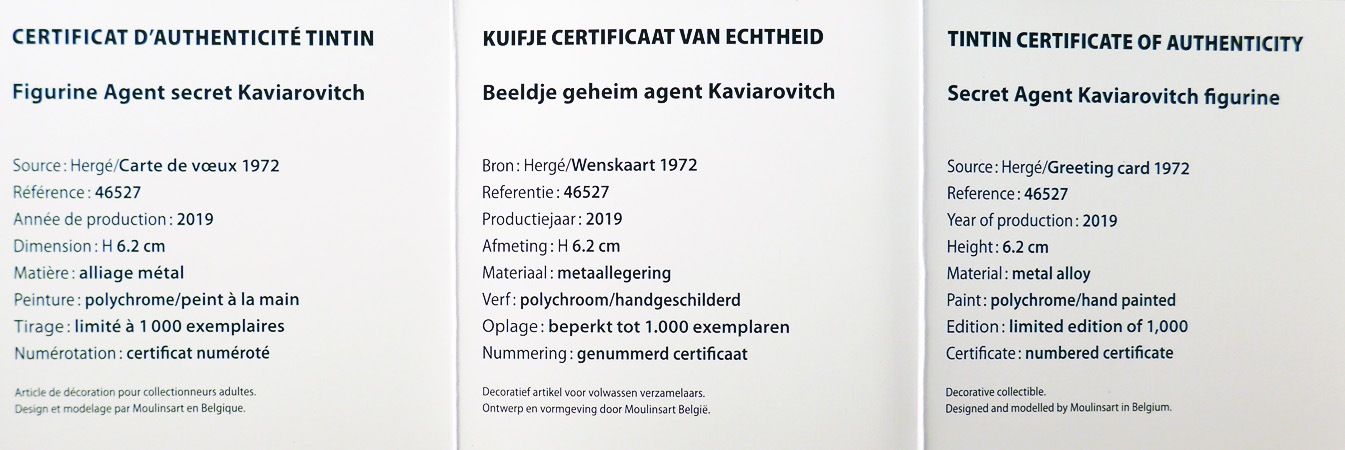 CERTIFICAT D'AUTHENTICITÉ TINTIN
Figurine Agent secret Kaviarovitch
Source : Hergé/Carte de vœux 1972
Référence : 46527
Année de production : 2019
Dimension : H 6.2 cm
Matière : alliage métal
Peinture : polychrome/peint à la main
Tirage : limité à 1 000 exemplaires
Numérotation : certificat numéroté
Article de décoration pour collectionneurs adultes.
Design et modelage par Moulinsart en Belgique.
KUIFJE CERTIFICAAT VAN ECHTHEID
Beeldje geheim agent Kaviarovitch
Bron : Hergé/Wenskaart 1972
Referentie : 46527
Productiejaar : 2019
Afmeting : H 6.2 cm
Materiaal : metaallegering
Verf : polychroom/handgeschilderd
Oplage : beperkt tot 1.000 exemplaren
Nummering : genummerd certificaat
Decoratief artikel voor volwassen verzamelaars.
Ontwerp en vormgeving door Moulinsart België.
TINTIN CERTIFICATE OF AUTHENTICITY
Secret Agent Kaviarovitch figurine
Source : Hergé/Greeting card 1972
Reference : 46527
Year of production : 2019
Height : 6.2 cm
Material : metal alloy
Paint : polychrome/hand painted
Edition : limited edition of 1,000
Certificate : numbered certificate
Decorative collectible.
Designed and modelled by Moulinsart in Belgium.